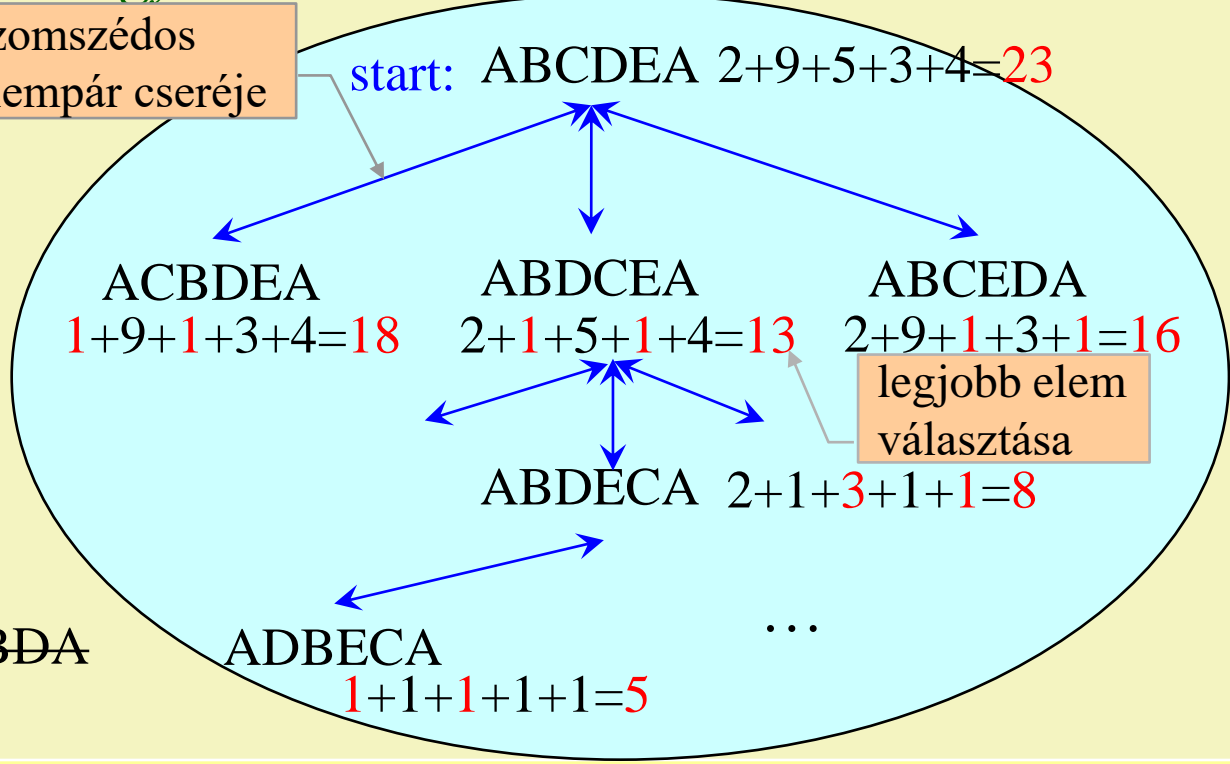 zomszédos
empár cseréje
start: ABCDEA 2+9+5+3+4=23
ACBDEA ABDCEA ABCEDA
1+9+1+3+4=18 2+1+5+1+4=13 2+9+1+3+1=16
legjobb elem
választása
ABDECA 2+1+3+1+1=8
BDA ADBECA …
1+1+1+1+1=5